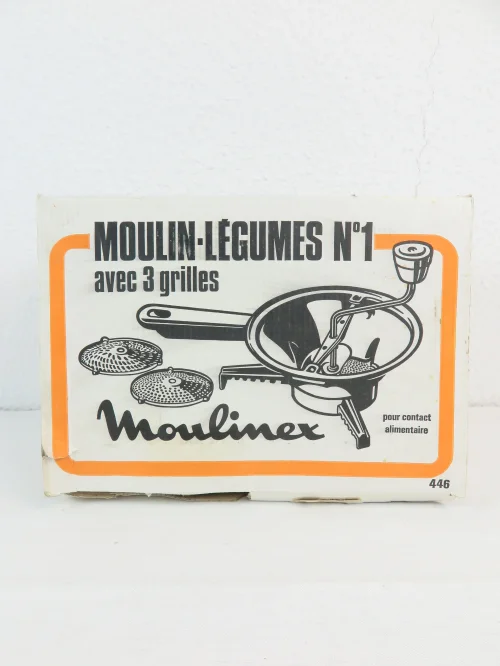 MOULIN-LÉGUMES N°1
avec 3 grilles
Moulinex
pour contact
alimentaire
446